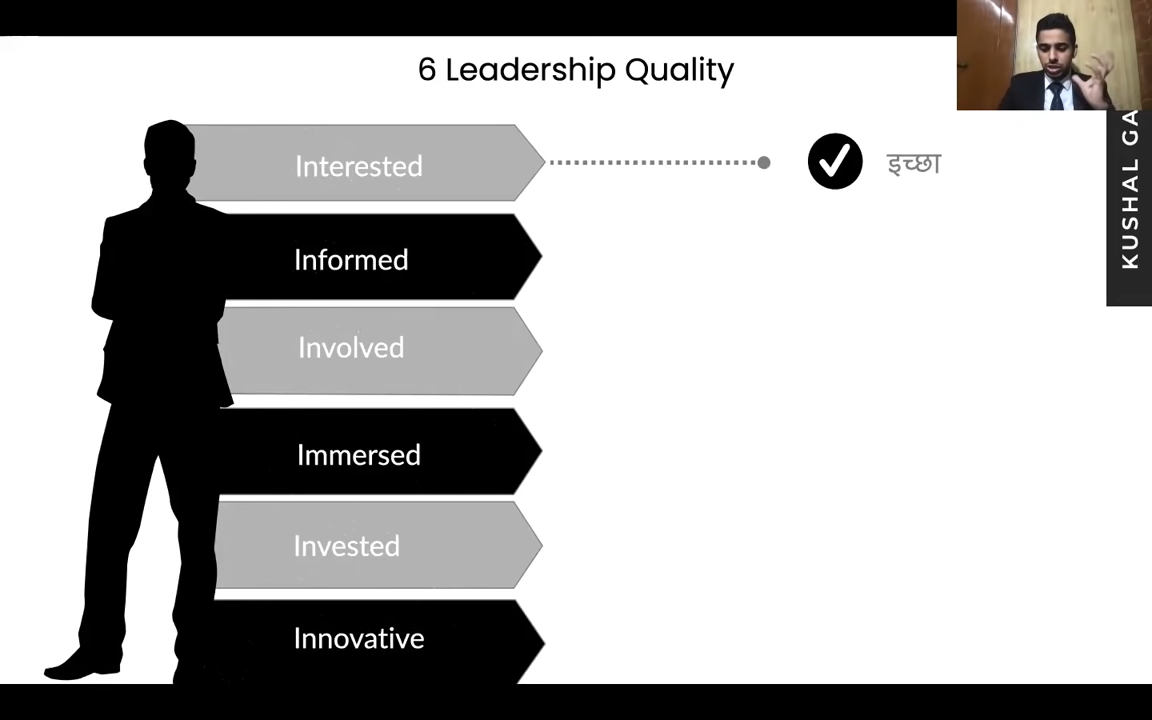 6 Leadership Quality
Interested
इच्छा
Informed
Involved
Immersed
Invested
Innovative
KUSHAL GA